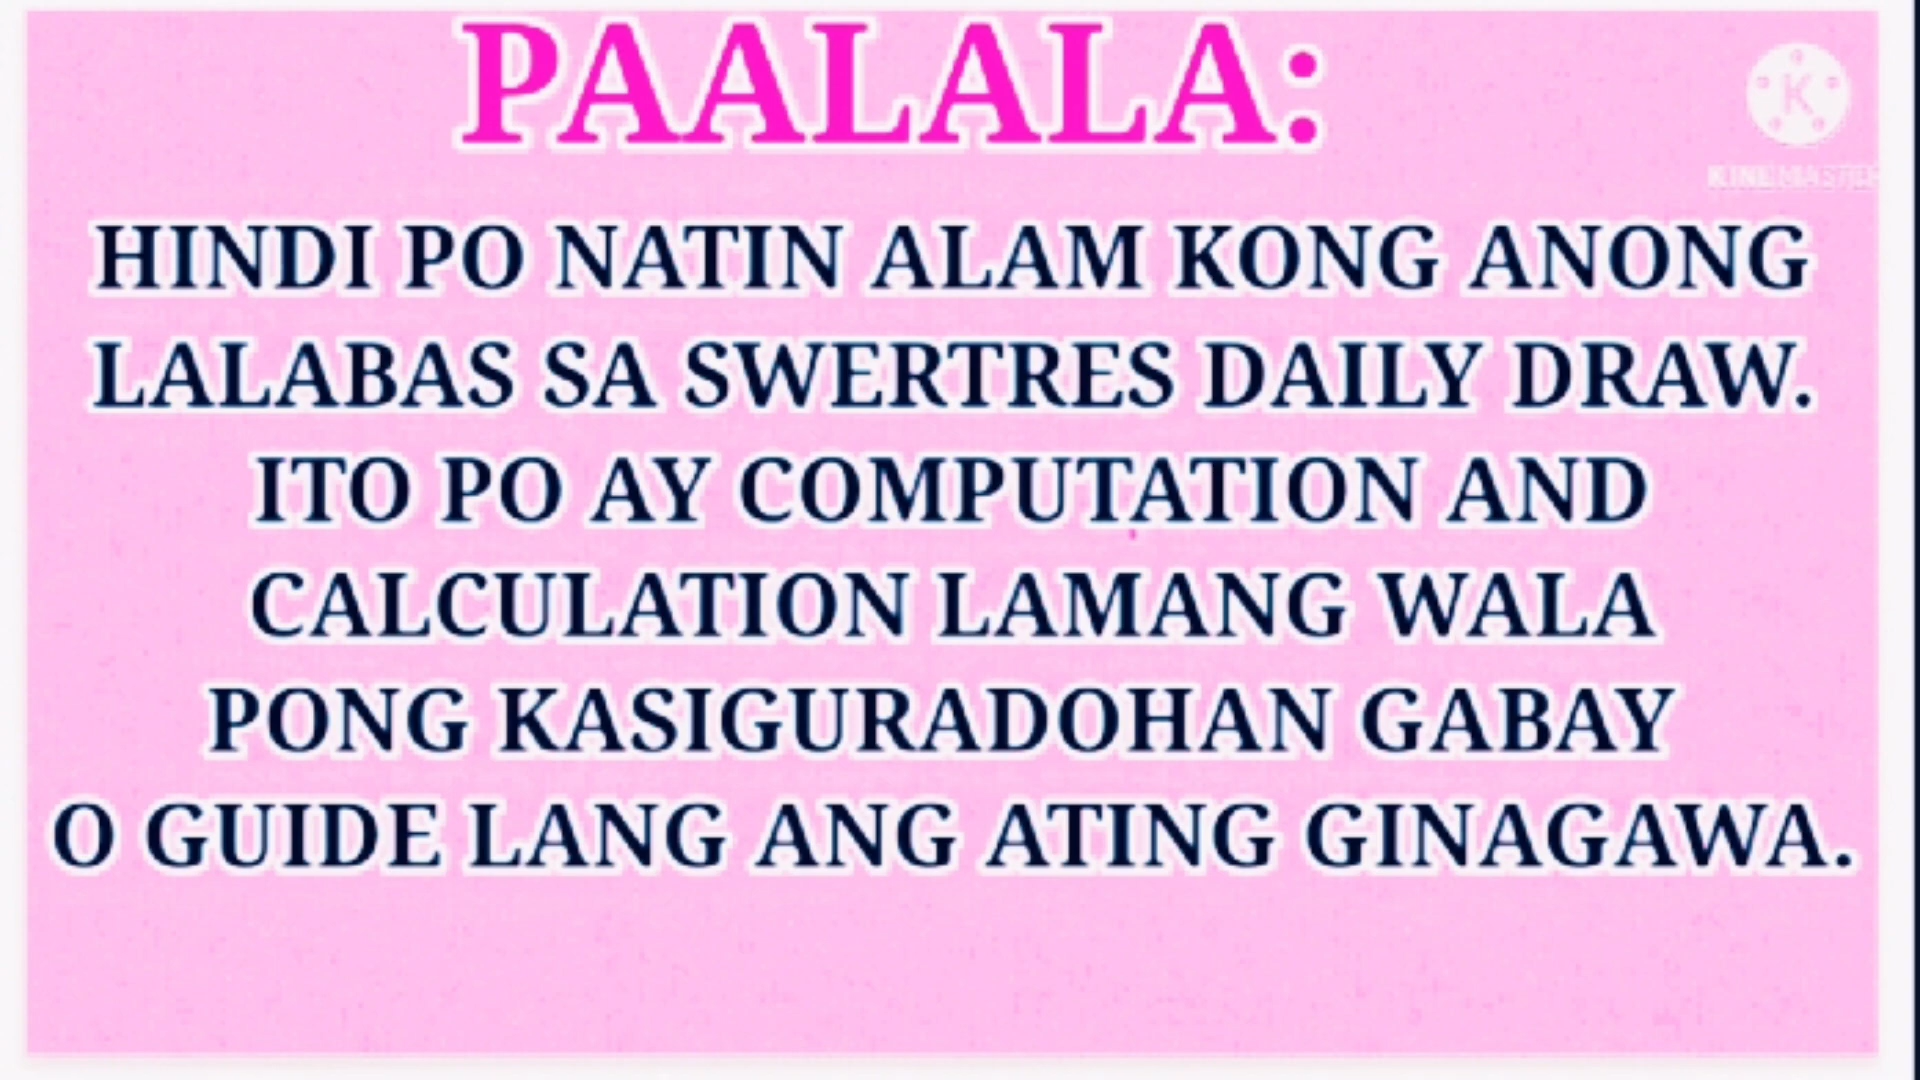 PAALALA:
KINEMASTER
HINDI PO NATIN ALAM KONG ANONG
LALABAS SA SWERTRES DAILY DRAW.
ITO PO AY COMPUTATION AND
CALCULATION LAMANG WALA
PONG KASIGURADOHAN GABAY
O GUIDE LANG ANG ATING GINAGAWA.